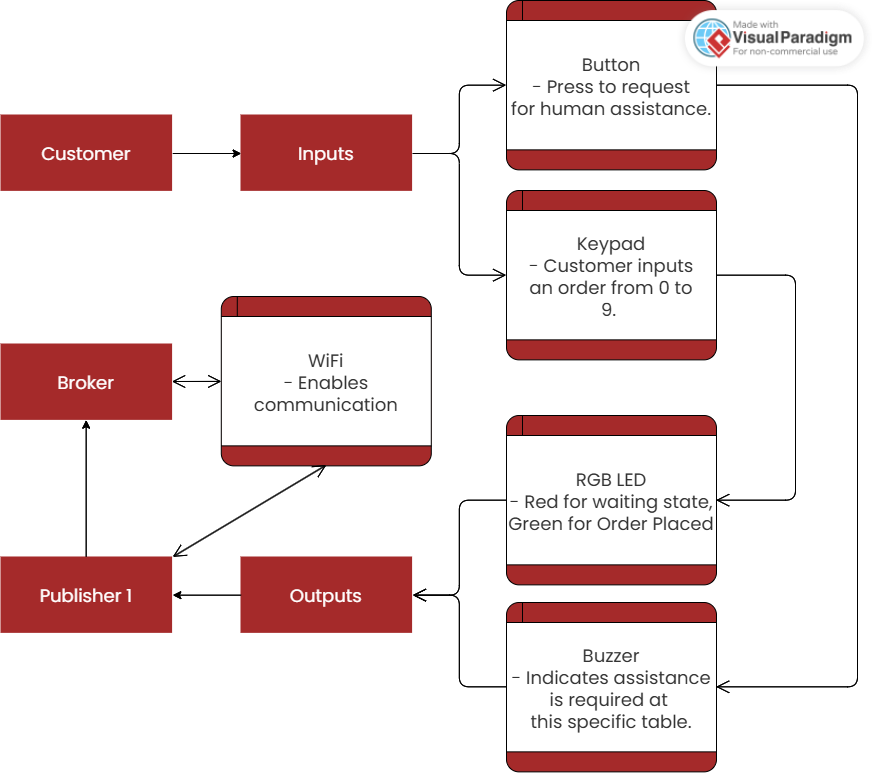 Made with
Visual Paradigm
For non-commercial use
Button
- Press to request
for human assistance.
Customer
Inputs
Keypad
- Customer inputs
an order from 0 to
9.
WiFi
- Enables
communication
Broker
RGB LED
- Red for waiting state,
Green for Order Placed
Publisher 1
Outputs
Buzzer
- Indicates assistance
is required at
this specific table.